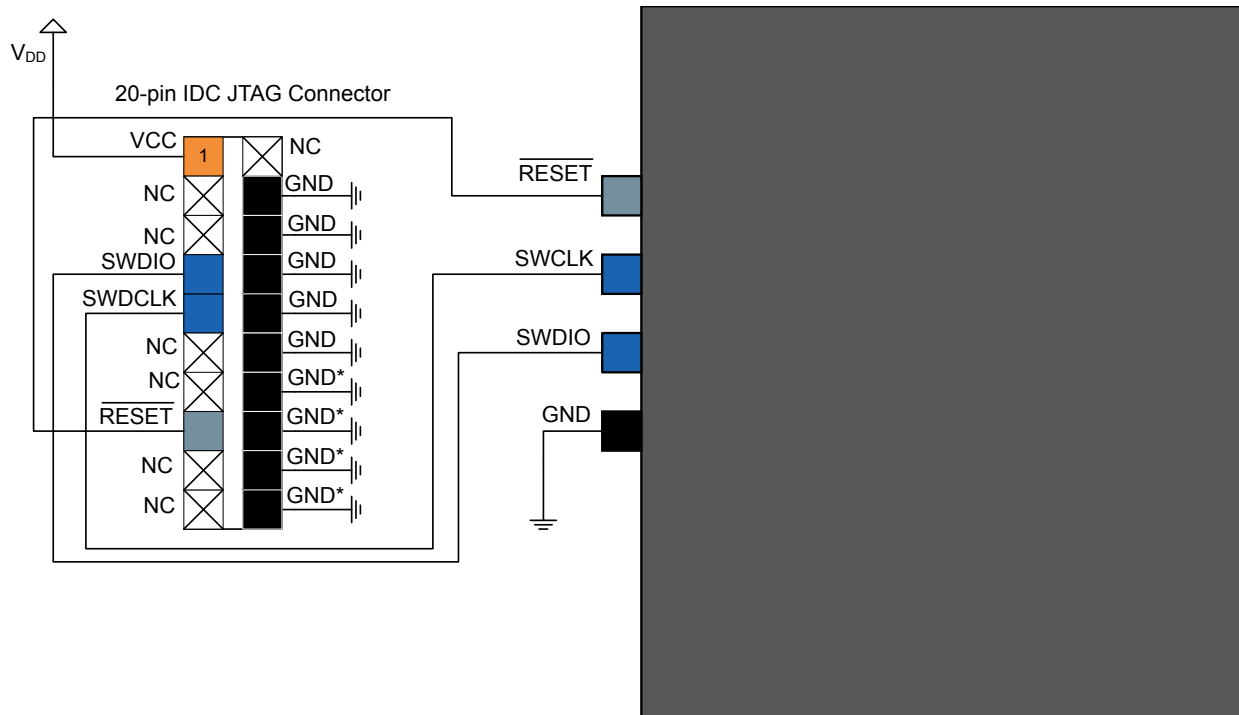 VDD
20-pin IDC JTAG Connector
VCC
1
NC
NC
GND
NC
GND
SWDIO
GND
SWDCLK
GND
NC
GND
NC
GND*
RESET
GND*
NC
GND*
NC
GND*
RESET
SWCLK
SWDIO
GND